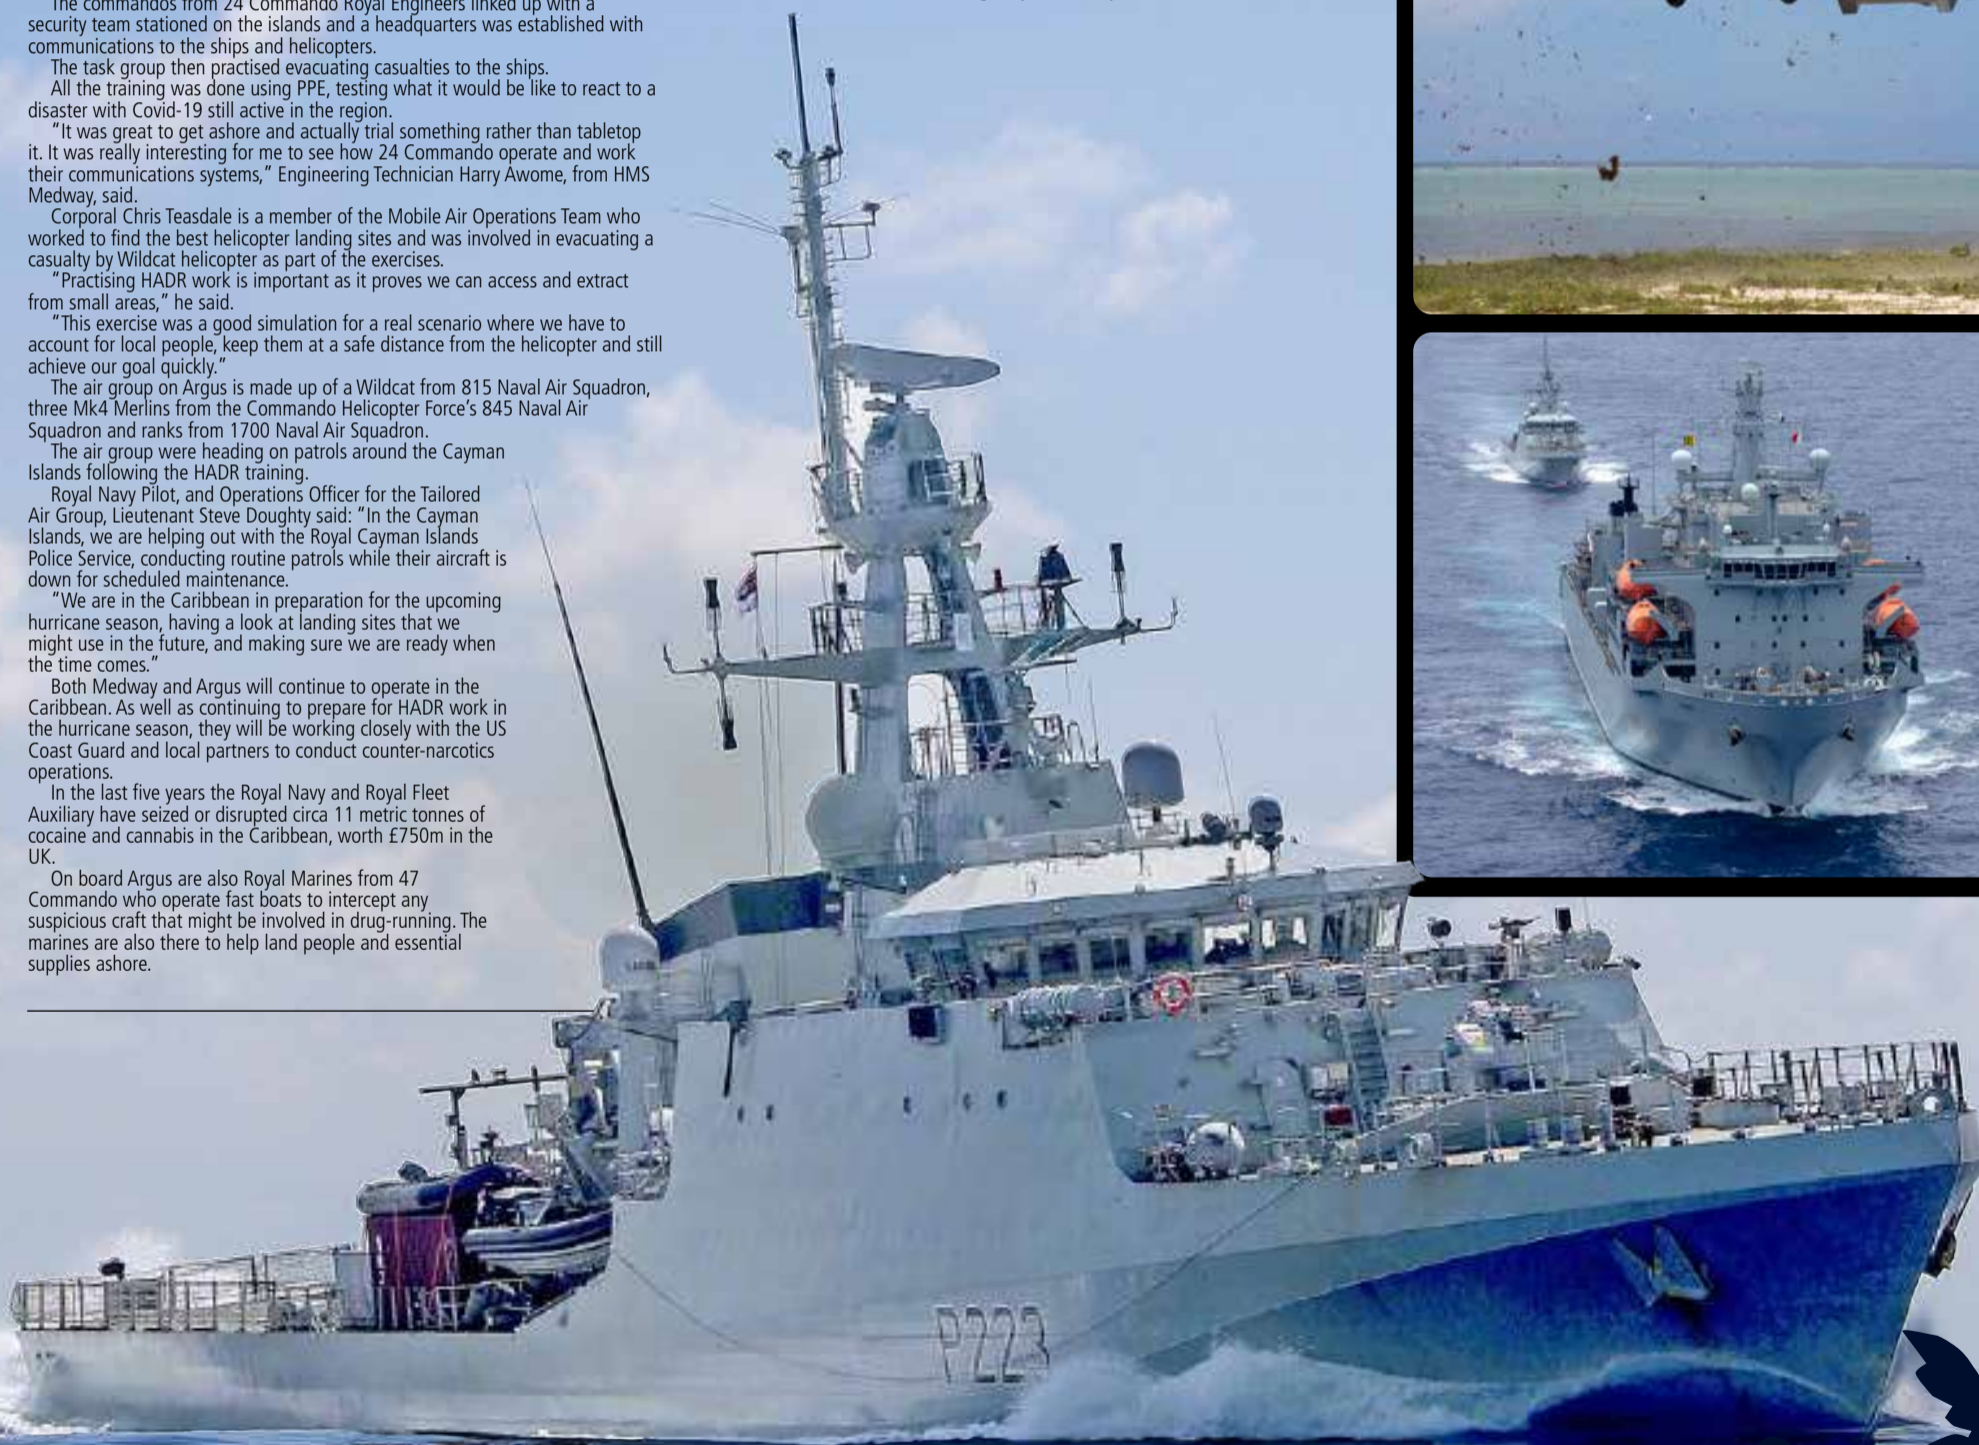 The commandos from 24 Commando Royal Engineers linked up with a
security team stationed on the islands and a headquarters was established with
communications to the ships and helicopters.
The task group then practised evacuating casualties to the ships.
All the training was done using PPE, testing what it would be like to react to a
disaster with Covid-19 still active in the region.
“It was great to get ashore and actually trial something rather than tabletop
it. It was really interesting for me to see how 24 Commando operate and work
their communications systems,” Engineering Technician Harry Awome, from HMS
Medway, said.
Corporal Chris Teasdale is a member of the Mobile Air Operations Team who
worked to find the best helicopter landing sites and was involved in evacuating a
casualty by Wildcat helicopter as part of the exercises.
“Practising HADR work is important as it proves we can access and extract
from small areas,” he said.
“This exercise was a good simulation for a real scenario where we have to
account for local people, keep them at a safe distance from the helicopter and still
achieve our goal quickly.”
The air group on Argus is made up of a Wildcat from 815 Naval Air Squadron,
three Mk4 Merlins from the Commando Helicopter Force’s 845 Naval Air
Squadron and ranks from 1700 Naval Air Squadron.
The air group were heading on patrols around the Cayman
Islands following the HADR training.
Royal Navy Pilot, and Operations Officer for the Tailored
Air Group, Lieutenant Steve Doughty said: “In the Cayman
Islands, we are helping out with the Royal Cayman Islands
Police Service, conducting routine patrols while their aircraft is
down for scheduled maintenance.
“We are in the Caribbean in preparation for the upcoming
hurricane season, having a look at landing sites that we
might use in the future, and making sure we are ready when
the time comes.”
Both Medway and Argus will continue to operate in the
Caribbean. As well as continuing to prepare for HADR work in
the hurricane season, they will be working closely with the US
Coast Guard and local partners to conduct counter-narcotics
operations.
In the last five years the Royal Navy and Royal Fleet
Auxiliary have seized or disrupted circa 11 metric tonnes of
cocaine and cannabis in the Caribbean, worth £750m in the
UK.
On board Argus are also Royal Marines from 47
Commando who operate fast boats to intercept any
suspicious craft that might be involved in drug-running. The
marines are also there to help land people and essential
supplies ashore.
P223